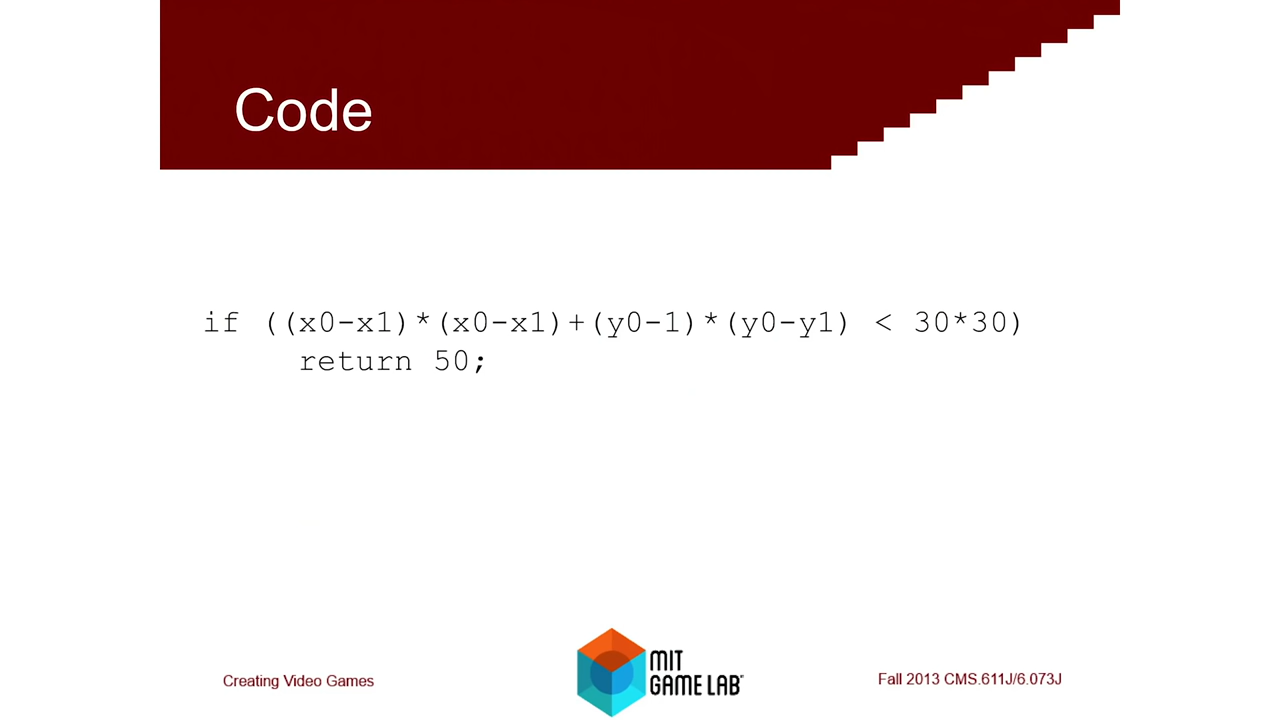 Code
if ((x0-x1)*(x0-x1)+(y0-1)*(y0-y1) < 30*30)
return 50;
Creating Video Games
MIT
GAME LAB
Fall 2013 CMS.611J/6.073J